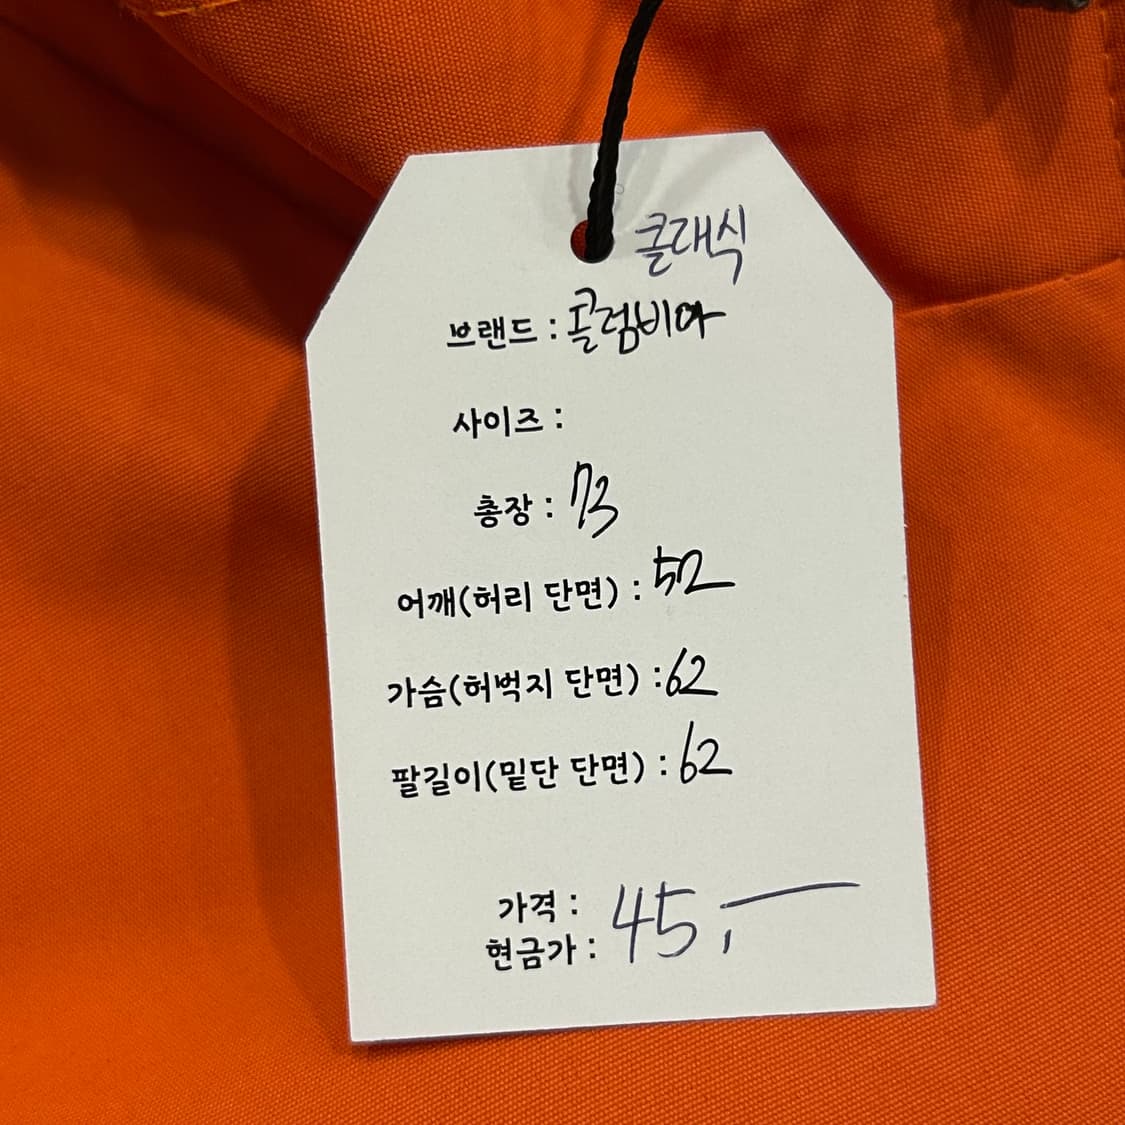 클래식
브랜드 : 콜럼비아
사이즈 :
총장 : 73
어깨(허리 단면) : 52
가슴(허벅지 단면) : 62
팔길이(밑단 단면) : 62
가격 :
현금가 : 45,—